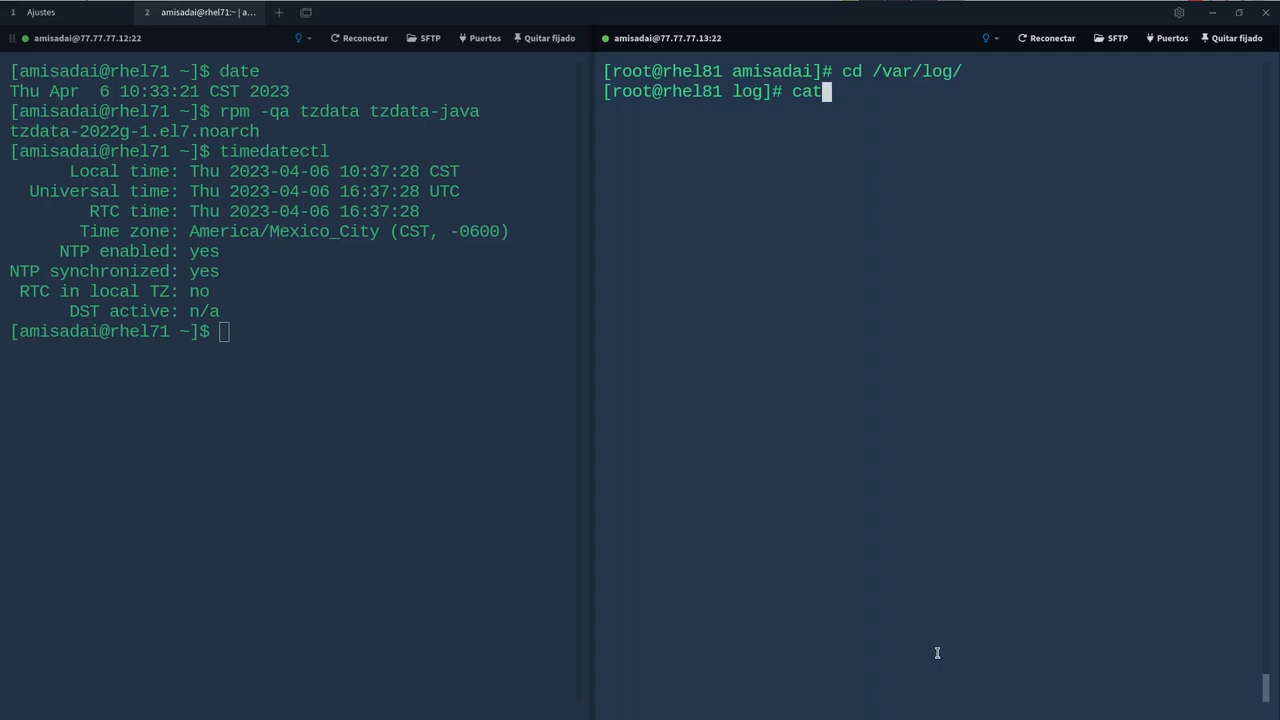 1 Ajustes 2 amisadai@rhel71:~ | a...
amisadai@77.77.77.12:22 Reconectar SFTP Puertos Quitar fijado
[amisadai@rhel71 ~]$ date
Thu Apr  6 10:33:21 CST 2023
[amisadai@rhel71 ~]$ rpm -qa tzdata tzdata-java
tzdata-2022g-1.el7.noarch
[amisadai@rhel71 ~]$ timedatectl
      Local time: Thu 2023-04-06 10:37:28 CST
  Universal time: Thu 2023-04-06 16:37:28 UTC
        RTC time: Thu 2023-04-06 16:37:28
       Time zone: America/Mexico_City (CST, -0600)
     NTP enabled: yes
NTP synchronized: yes
 RTC in local TZ: no
      DST active: n/a
[amisadai@rhel71 ~]$
amisadai@77.77.77.13:22 Reconectar SFTP Puertos Quitar fijado
[root@rhel81 amisadai]# cd /var/log/
[root@rhel81 log]# cat